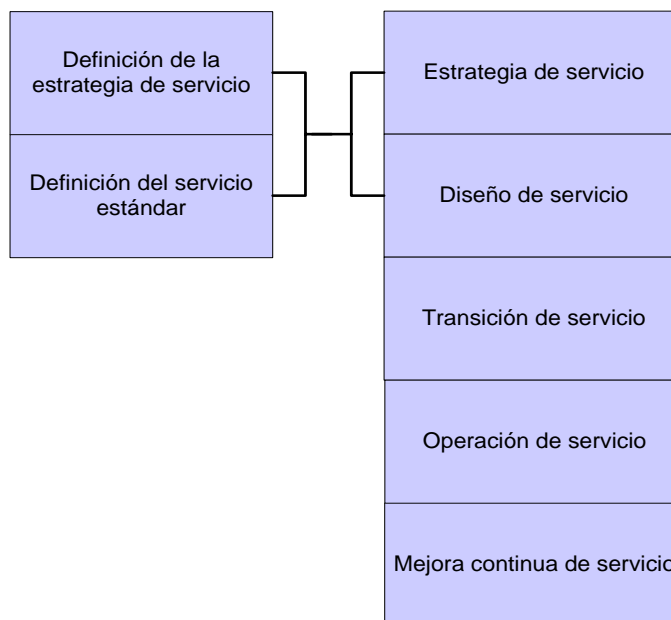 Definición de la
estrategia de servicio
Definición del servicio
estándar
Estrategia de servicio
Diseño de servicio
Transición de servicio
Operación de servicio
Mejora continua de servicio